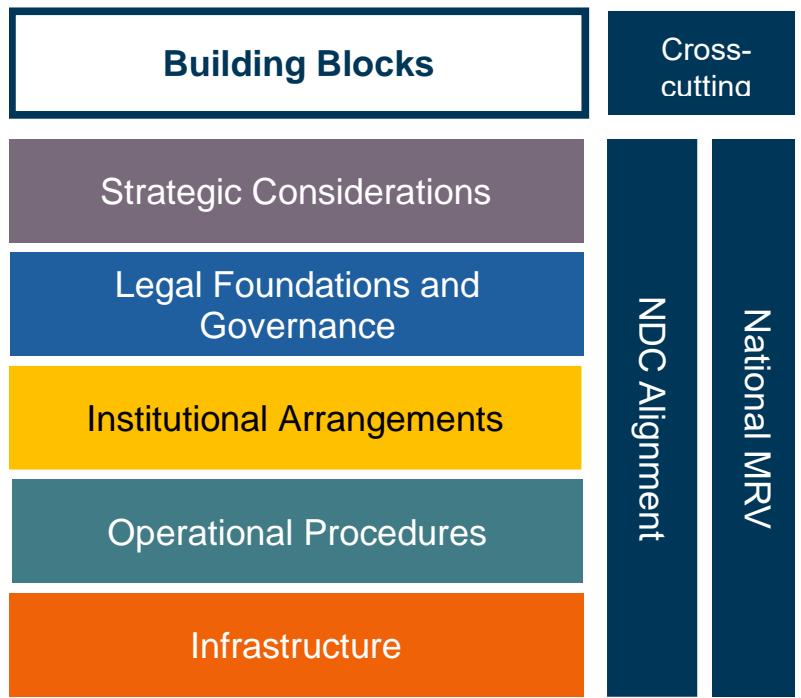 Building Blocks
Cross-
cutting
Strategic Considerations
Legal Foundations and
Governance
Institutional Arrangements
Operational Procedures
Infrastructure
NDC Alignment
National MRV